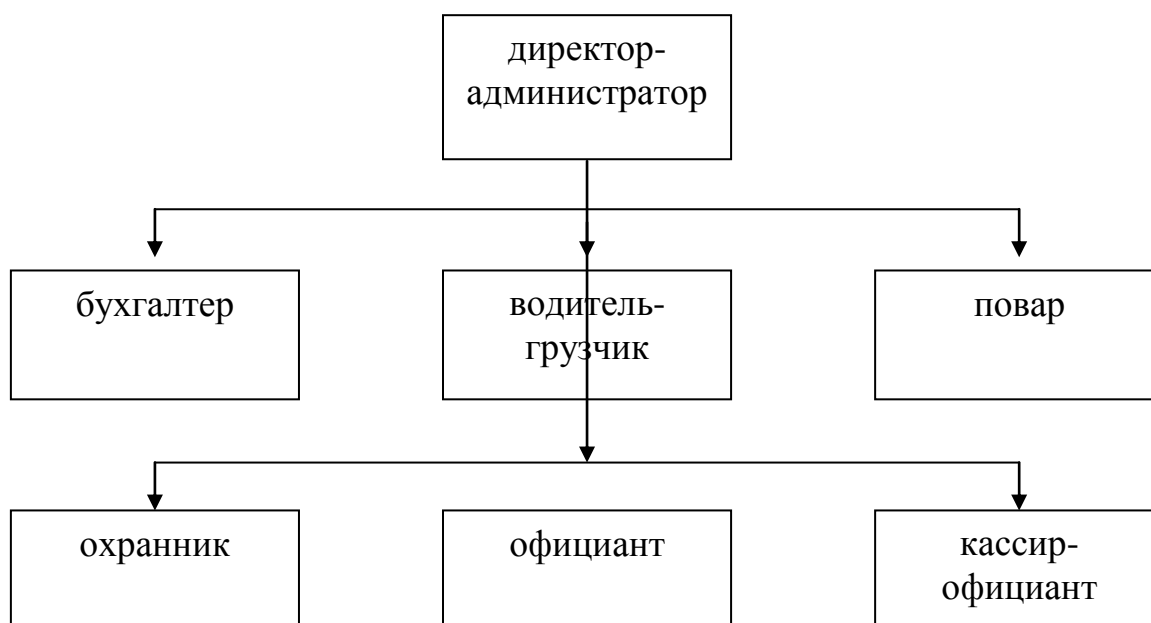 директор-
администратор
бухгалтер
водитель-
грузчик
повар
охранник
официант
кассир-
официант